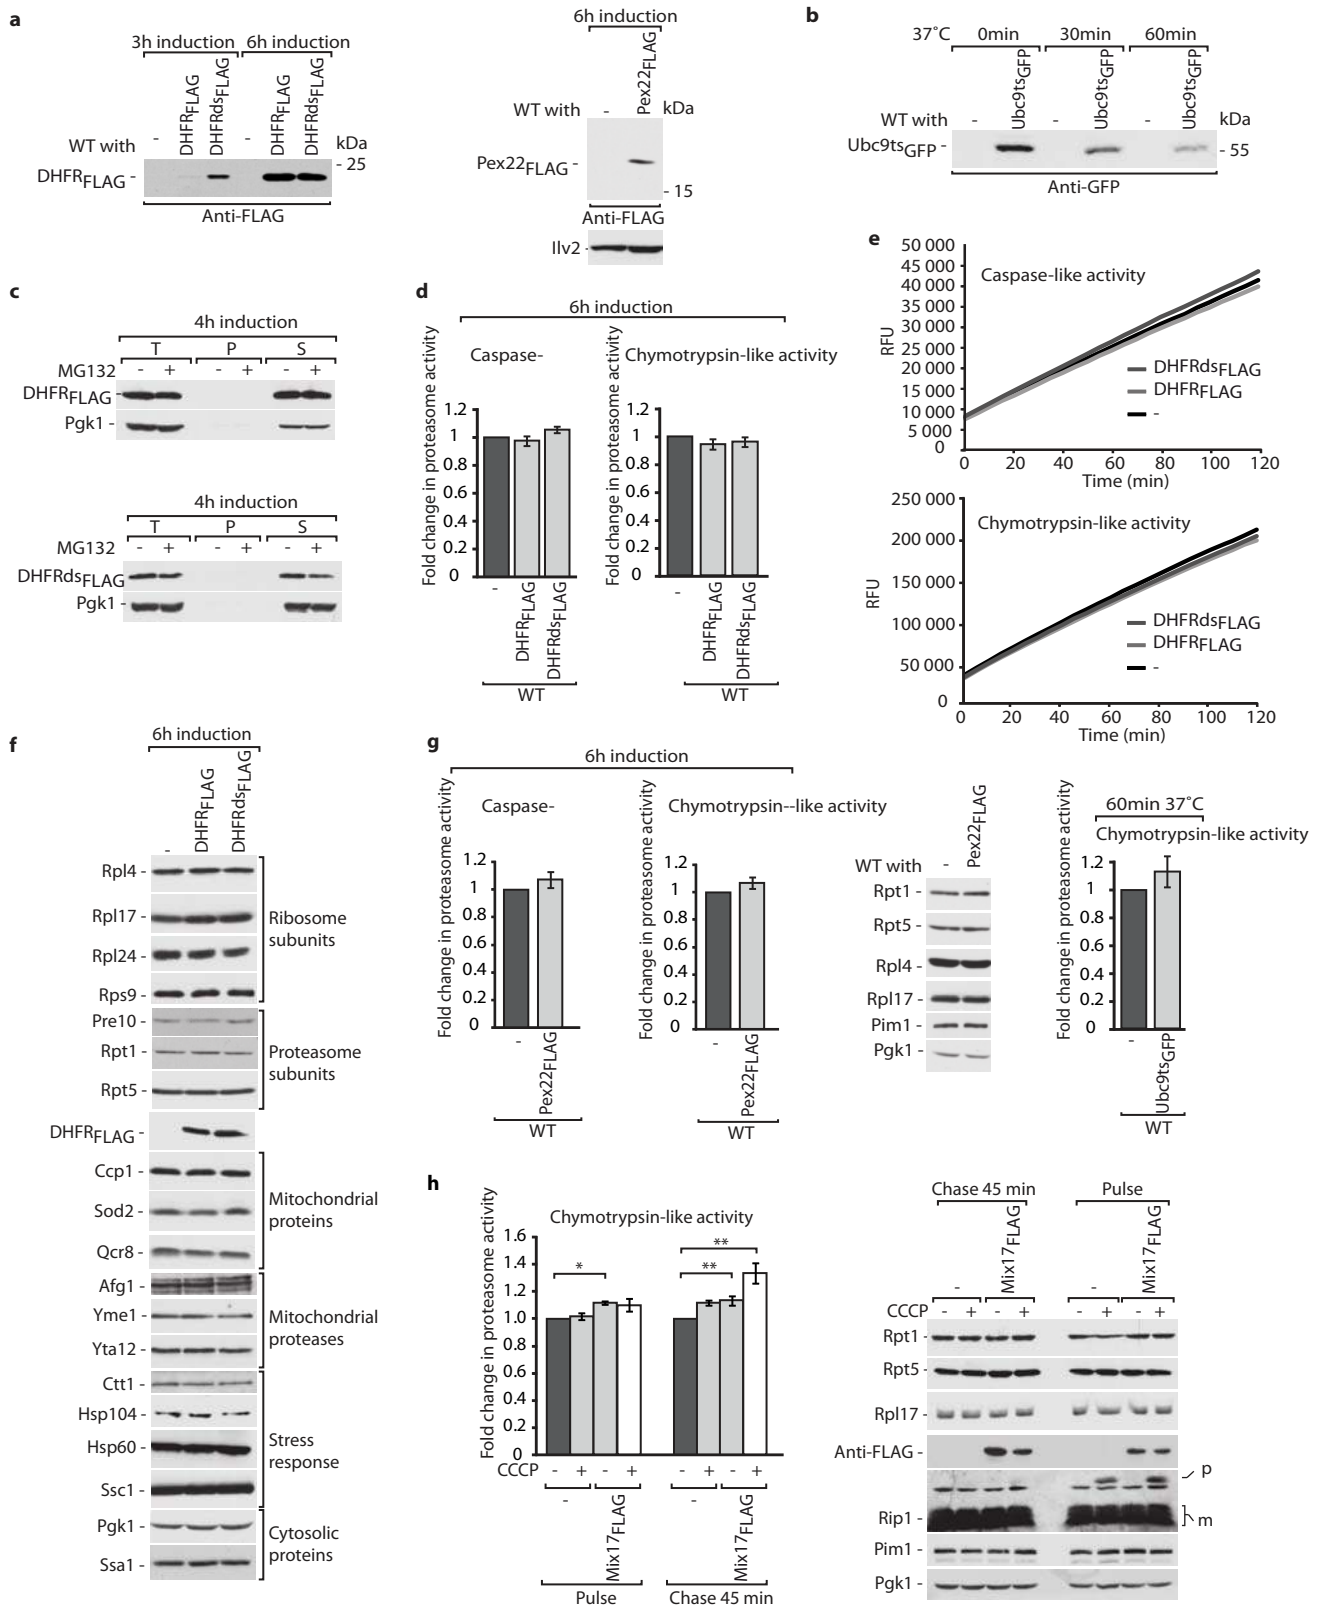 a
3h induction 6h induction
WT with - DHFRFLAG DHFRdsFLAG - DHFRFLAG DHFRdsFLAG kDa
- 25
DHFRFLAG -
Anti-FLAG
6h induction
WT with - Pex22FLAG kDa
Pex22FLAG -
- 15
Anti-FLAG
Ilv2 -
b
37°C 0min 30min 60min
WT with - Ubc9tsGFP - Ubc9tsGFP - Ubc9tsGFP kDa
Ubc9tsGFP - - 55
Anti-GFP
c
4h induction
T P S
MG132 - + - + - +
DHFRFLAG -
Pgk1 -
4h induction
T P S
MG132 - + - + - +
DHFRdsFLAG
Pgk1 -
d
6h induction
Caspase- Chymotrypsin-like activity
Fold change in proteasome activity
1.2
1
0.8
0.6
0.4
0.2
0
- DHFRFLAG DHFRdsFLAG
WT
Fold change in proteasome activity
1.2
1
0.8
0.6
0.4
0.2
0
- DHFRFLAG DHFRdsFLAG
WT
e
Caspase-like activity
RFU
50 000
45 000
40 000
35 000
30 000
25 000
20 000
15 000
10 000
5 000
0
DHFRdsFLAG
DHFRFLAG
-
0 20 40 60 80 100 120
Time (min)
Chymotrypsin-like activity
RFU
250 000
200 000
150 000
100 000
50 000
0
DHFRdsFLAG
DHFRFLAG
-
0 20 40 60 80 100 120
Time (min)
f
6h induction
- DHFRFLAG DHFRdsFLAG
Rpl4 -
Rpl17 -
Rpl24 -
Rps9 -
Ribosome
subunits
Pre10 -
Rpt1 -
Rpt5 -
Proteasome
subunits
DHFRFLAG -
Ccp1 -
Sod2 -
Qcr8 -
Mitochondrial
proteins
Afg1 -
Yme1 -
Yta12 -
Mitochondrial
proteases
Ctt1 -
Hsp104 -
Hsp60 -
Ssc1 -
Stress
response
Pgk1 -
Ssa1 -
Cytosolic
proteins
g
6h induction
Caspase- Chymotrypsin--like activity
Fold change in proteasome activity
1.2
1
0.8
0.6
0.4
0.2
0
- Pex22FLAG
WT
Fold change in proteasome activity
1.2
1
0.8
0.6
0.4
0.2
0
- Pex22FLAG
WT
WT with - Pex22FLAG
Rpt1 -
Rpt5 -
Rpl4 -
Rpl17 -
Pim1 -
Pgk1 -
60min 37°C
Chymotrypsin-like activity
Fold change in proteasome activity
1.2
1
0.8
0.6
0.4
0.2
0
- Ubc9tsGFP
WT
h
Chymotrypsin-like activity
Fold change in proteasome activity
1.6
1.4
1.2
1.0
0.8
0.6
0.4
0.2
0
* ** **
CCCP - + - + - + - +
- Mix17FLAG - Mix17FLAG
Pulse Chase 45 min
Chase 45 min Pulse
- Mix17FLAG - Mix17FLAG
CCCP - + - + - + - +
Rpt1 -
Rpt5 -
Rpl17 -
Anti-FLAG -
p
Rip1 - m
Pim1 -
Pgk1 -